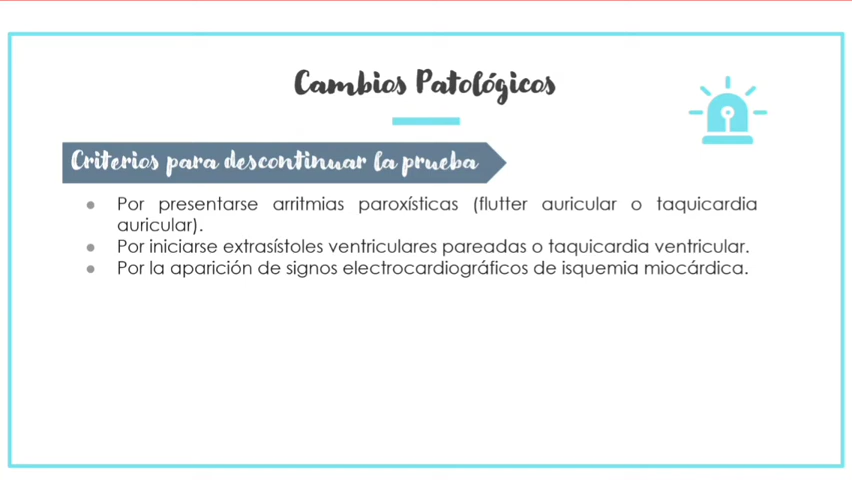 Cambios Patológicos
Criterios para descontinuar la prueba
● Por presentarse arritmias paroxísticas (flutter auricular o taquicardia
auricular).
● Por iniciarse extrasístoles ventriculares pareadas o taquicardia ventricular.
● Por la aparición de signos electrocardiográficos de isquemia miocárdica.